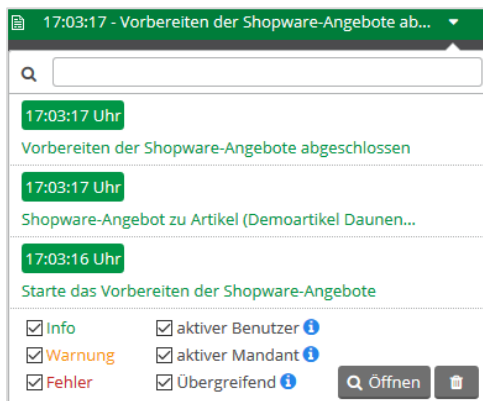 17:03:17 - Vorbereiten der Shopware-Angebote ab...
17:03:17 Uhr
Vorbereiten der Shopware-Angebote abgeschlossen
17:03:17 Uhr
Shopware-Angebot zu Artikel (Demoartikel Daunen...
17:03:16 Uhr
Starte das Vorbereiten der Shopware-Angebote
Info aktiver Benutzer
Warnung aktiver Mandant
Fehler Übergreifend Öffnen